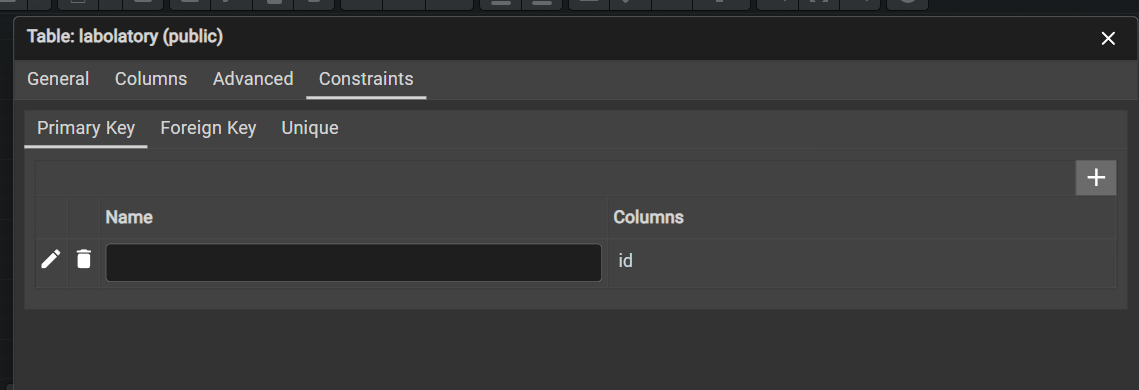 Table: labolatory (public)
General Columns Advanced Constraints
Primary Key Foreign Key Unique
Name Columns
id